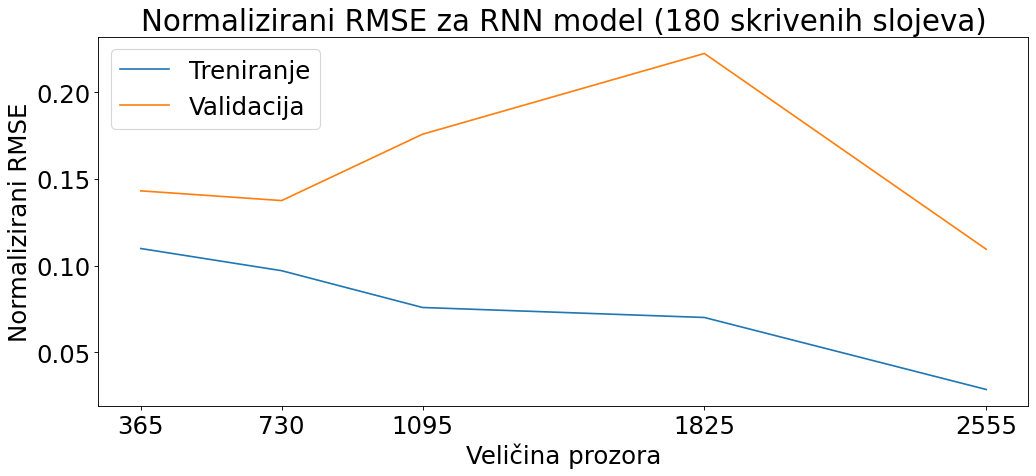 Normalizirani RMSE za RNN model (180 skrivenih slojeva)
Treniranje
Validacija
Normalizirani RMSE
0.20
0.15
0.10
0.05
365 730 1095 1825 2555
Veličina prozora